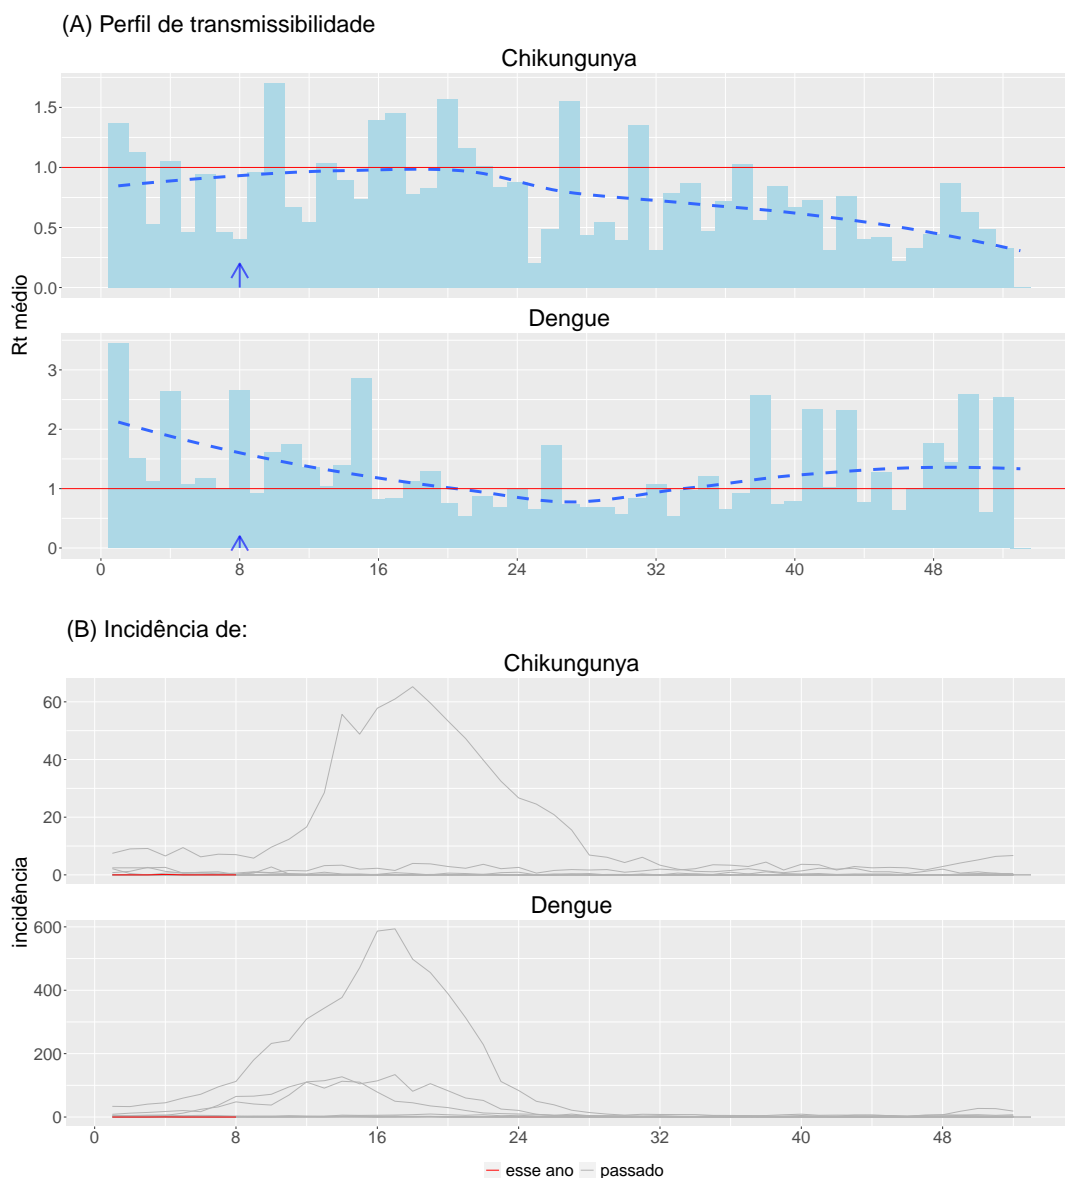 (A) Perfil de transmissibilidade
Chikungunya
1.5
1.0
0.5
0.0
Rt médio
Dengue
3
2
1
0
0 8 16 24 32 40 48
(B) Incidência de:
Chikungunya
60
40
20
0
incidência
Dengue
600
400
200
0
0 8 16 24 32 40 48
esse ano passado